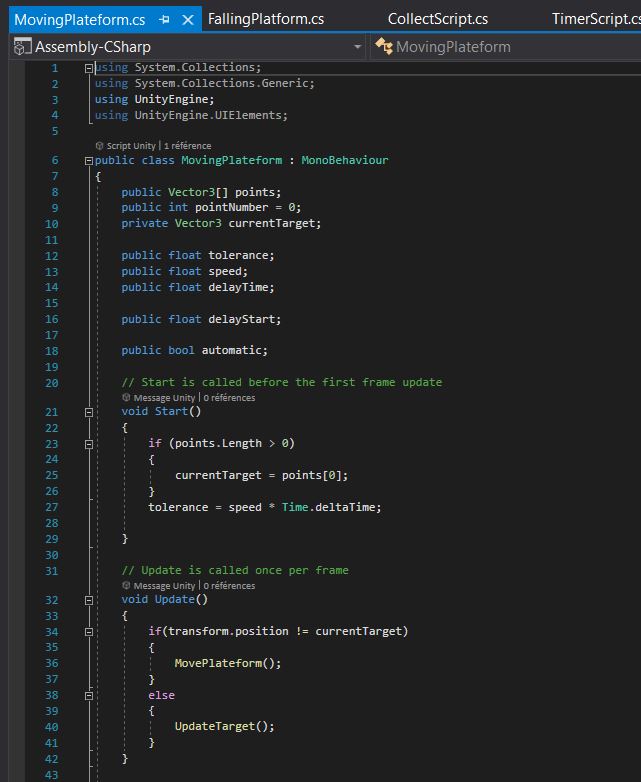 MovingPlateform.cs FallingPlatform.cs CollectScript.cs TimerScript.cs
Assembly-CSharp MovingPlateform
1 using System.Collections;
2 using System.Collections.Generic;
3 using UnityEngine;
4 using UnityEngine.UIElements;
5
Script Unity | 1 référence
6 public class MovingPlateform : MonoBehaviour
7 {
8 public Vector3[] points;
9 public int pointNumber = 0;
10 private Vector3 currentTarget;
11
12 public float tolerance;
13 public float speed;
14 public float delayTime;
15
16 public float delayStart;
17
18 public bool automatic;
19
20 // Start is called before the first frame update
Message Unity | 0 références
21 void Start()
22 {
23 if (points.Length > 0)
24 {
25 currentTarget = points[0];
26 }
27 tolerance = speed * Time.deltaTime;
28
29 }
30
31 // Update is called once per frame
Message Unity | 0 références
32 void Update()
33 {
34 if(transform.position != currentTarget)
35 {
36 MovePlateform();
37 }
38 else
39 {
40 UpdateTarget();
41 }
42 }
43